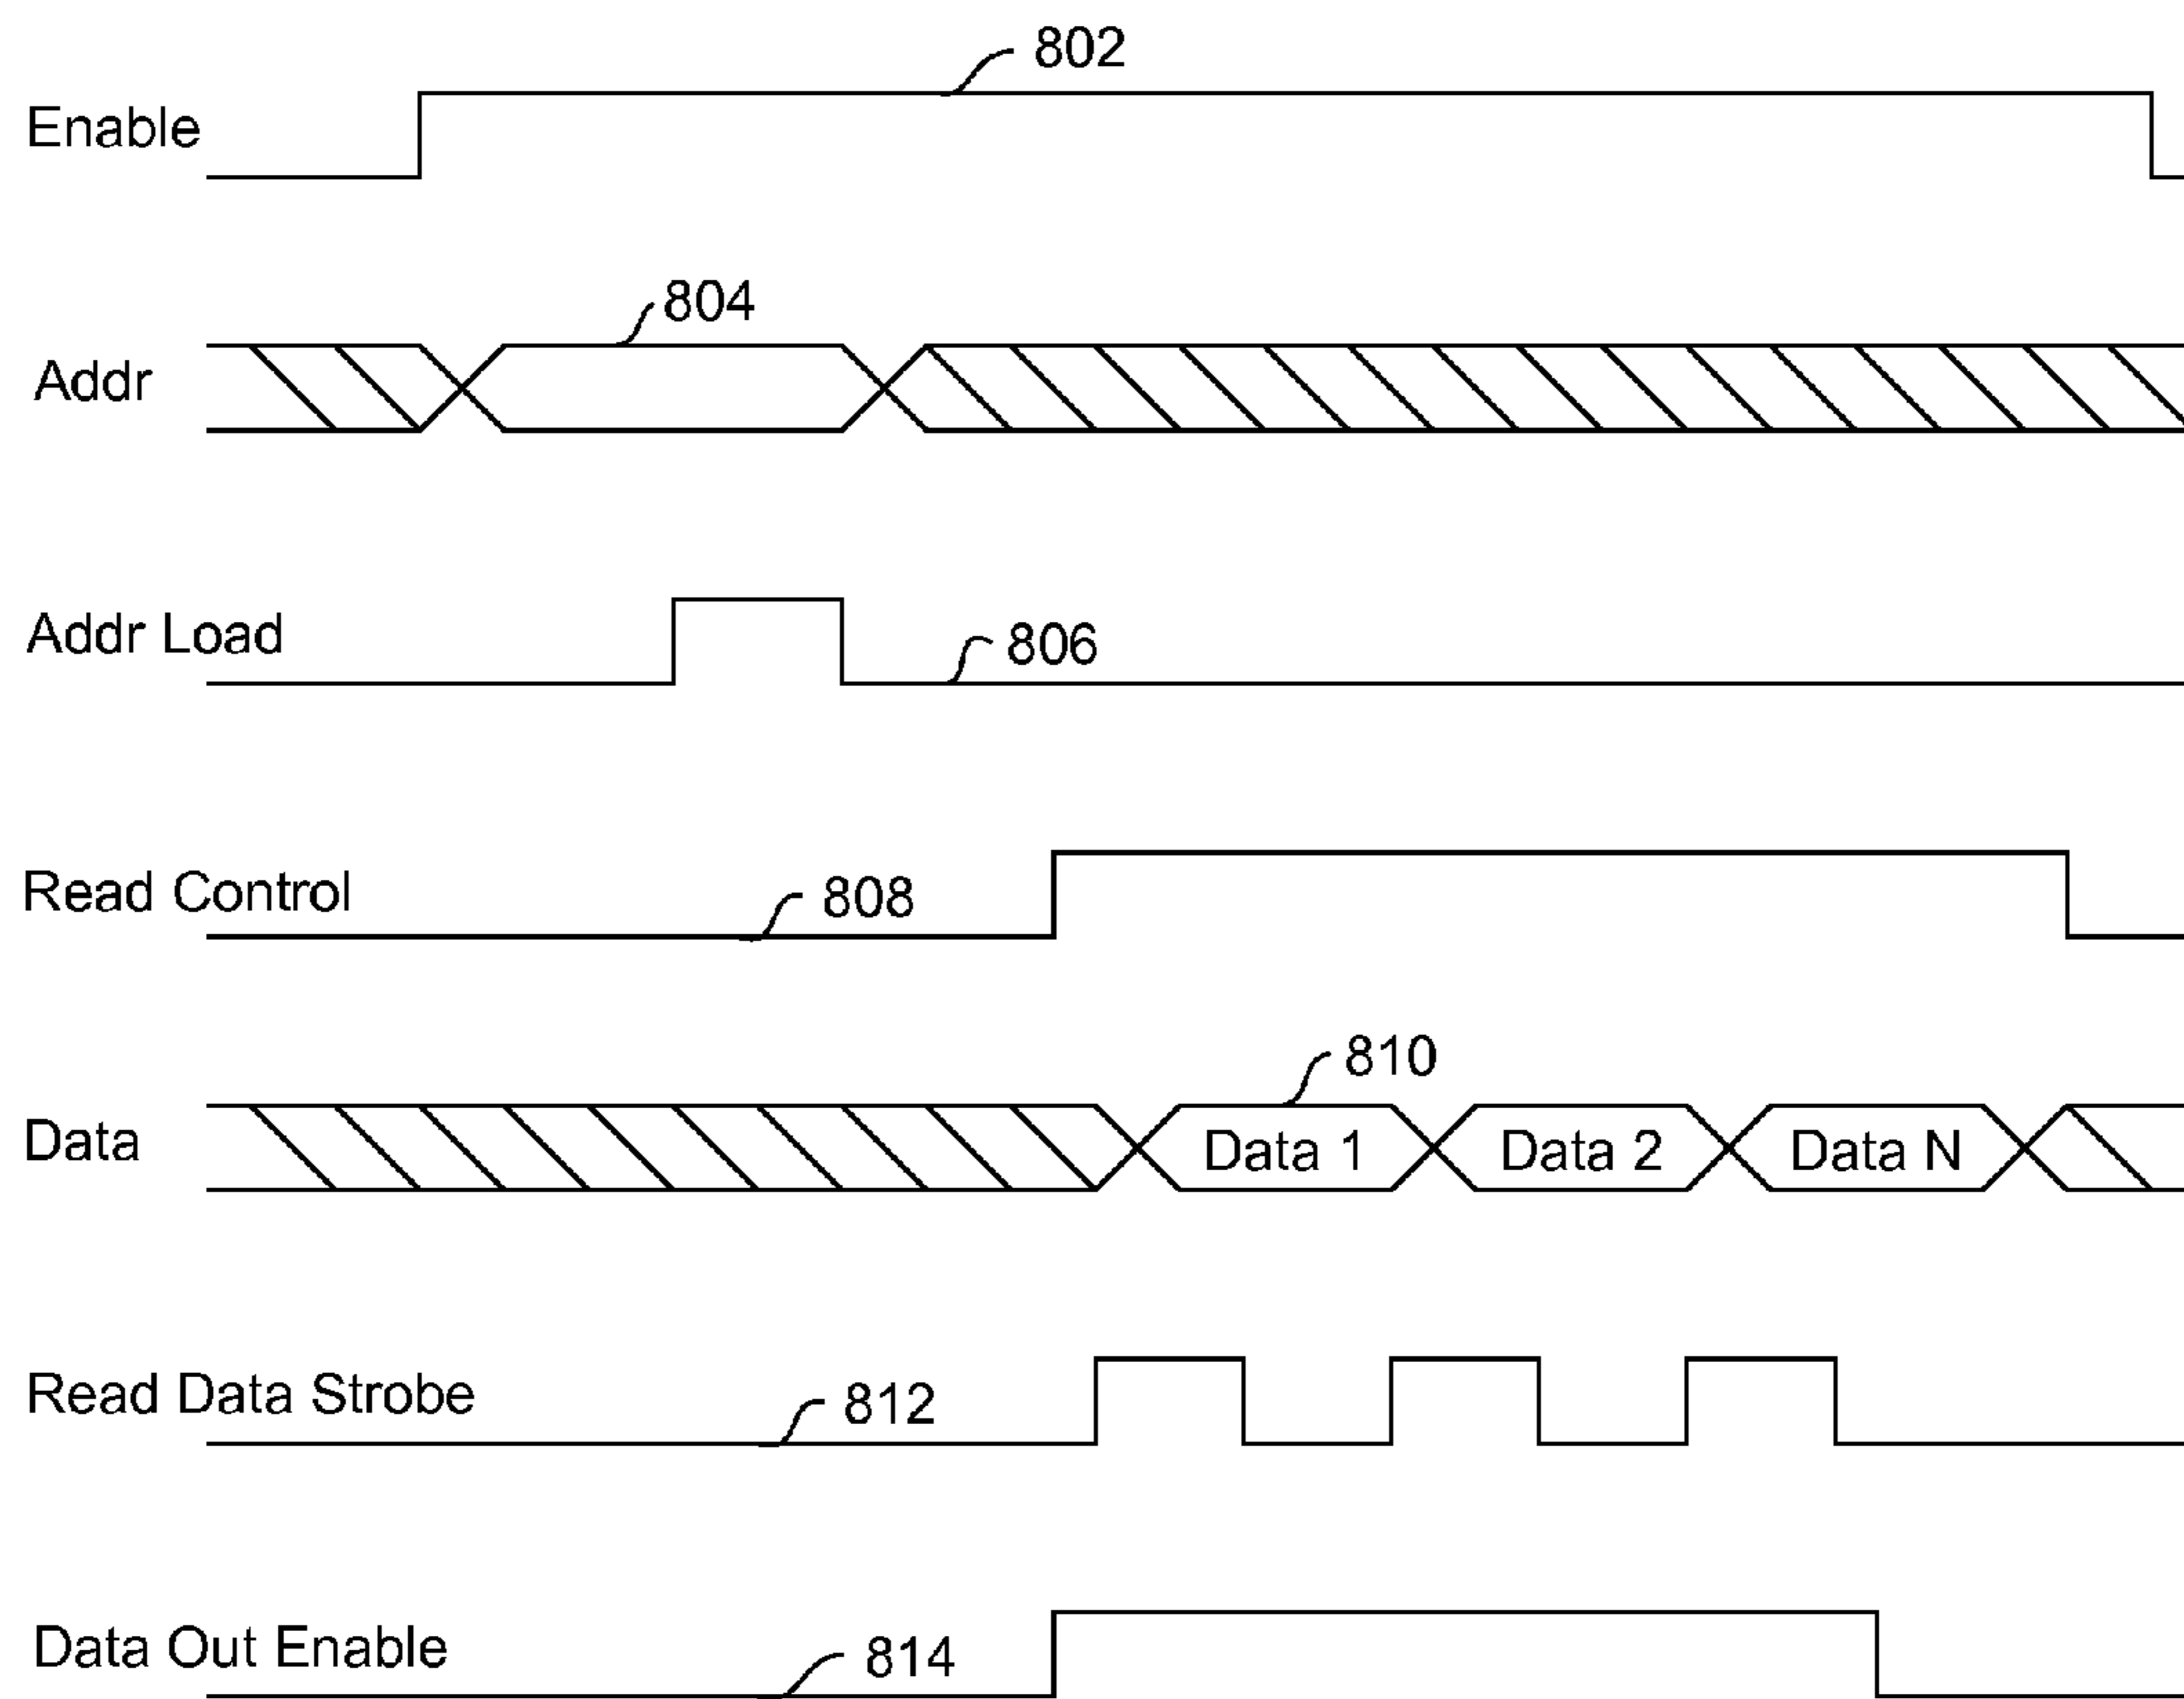 802
Enable
804
Addr
Addr Load
806
Read Control
808
810
Data
Data 1
Data 2
Data N
Read Data Strobe
812
Data Out Enable
814